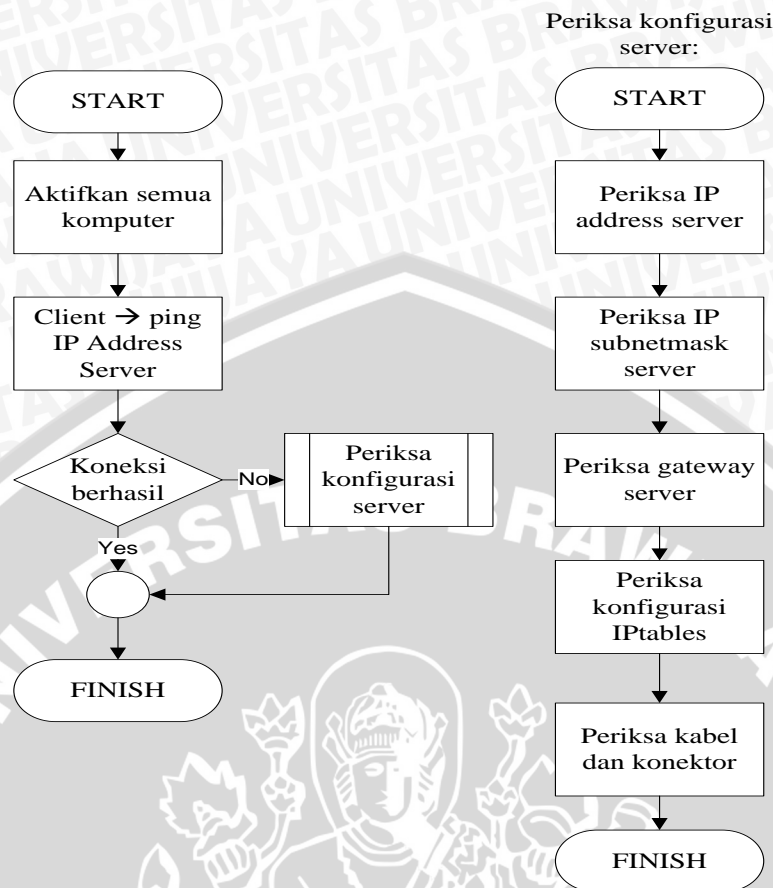 START
Aktifkan semua
komputer
Client → ping
IP Address
Server
Koneksi
berhasil
No
Periksa
konfigurasi
server
Yes
FINISH
Periksa konfigurasi
server:
START
Periksa IP
address server
Periksa IP
subnetmask
server
Periksa gateway
server
Periksa
konfigurasi
IPtables
Periksa kabel
dan konektor
FINISH